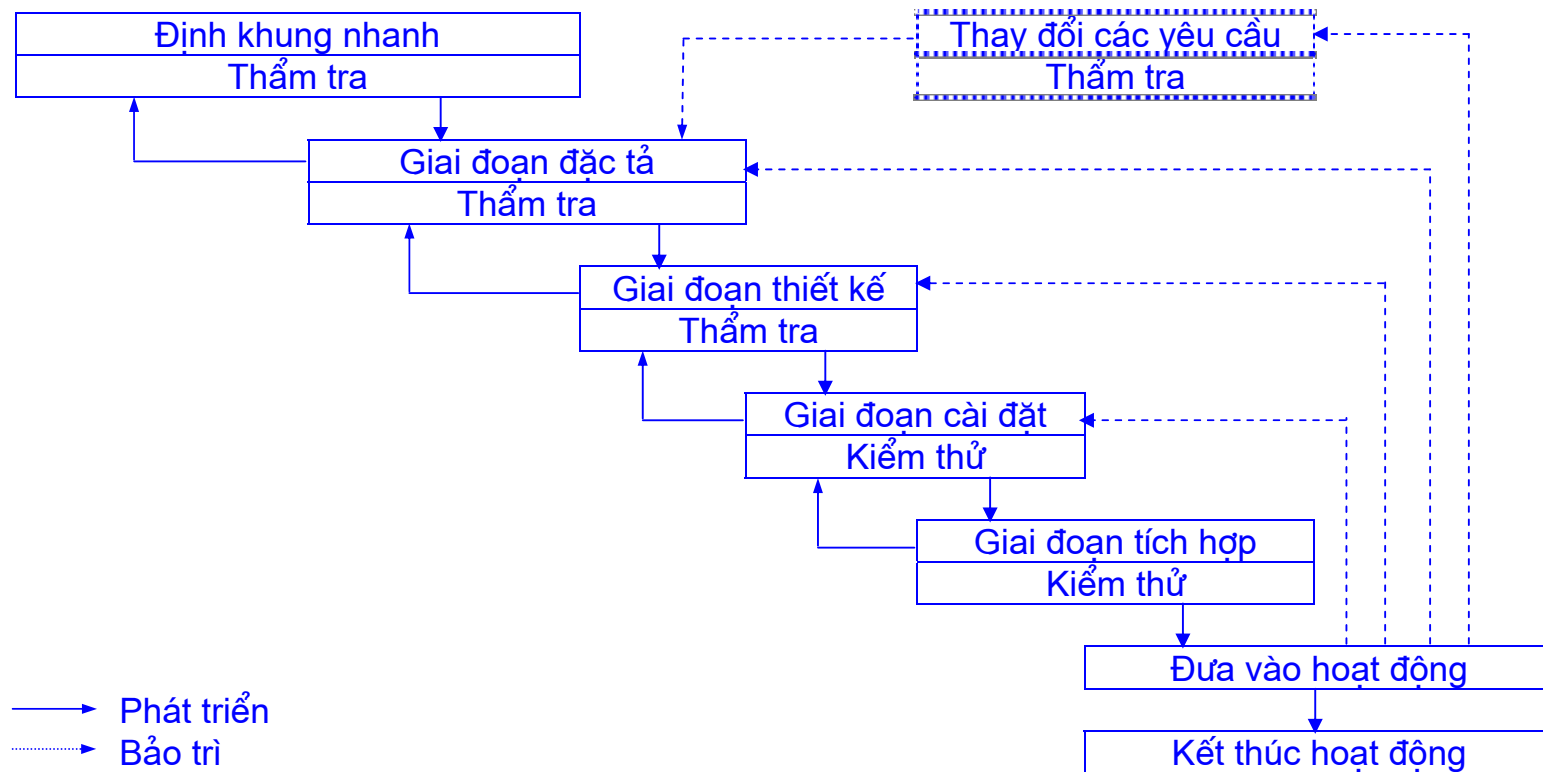 Định khung nhanh
Thẩm tra
Thay đổi các yêu cầu
Thẩm tra
Giai đoạn đặc tả
Thẩm tra
Giai đoạn thiết kế
Thẩm tra
Giai đoạn cài đặt
Kiểm thử
Giai đoạn tích hợp
Kiểm thử
Đưa vào hoạt động
Kết thúc hoạt động
Phát triển
Bảo trì